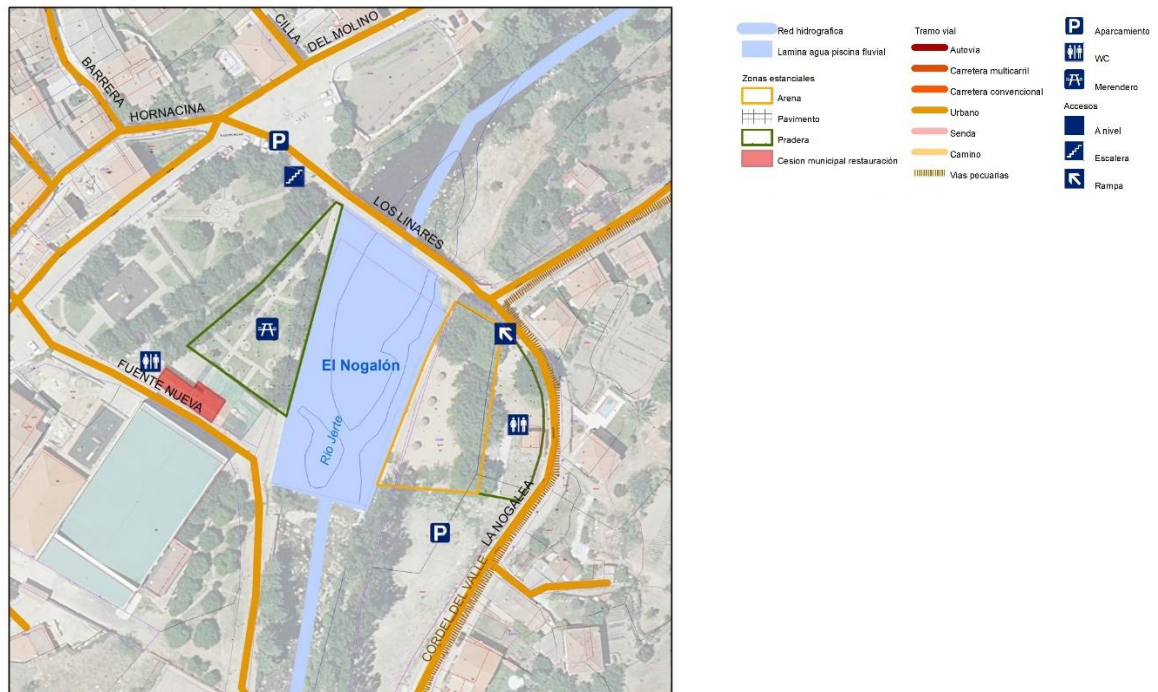 CILLA
DEL MOLINO
BARRERA
HORNACINA
P
LOS LINARES
El Nogalón
FUENTE NUEVA
Río Jerte
P
LA NOGALEA
CORDEL DEL VALLE
Red hidrografica
Lamina agua piscina fluvial
Zonas estanciales
Arena
Pavimento
Pradera
Cesion municipal restauración
Tramo vial
Autovía
Carretera multicarril
Carretera convencional
Urbano
Senda
Camino
Vias pecuarias
P
Aparcamiento
WC
Merendero
Accesos
A nivel
Escalera
Rampa